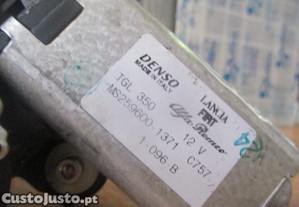 DENSO
MADE IN ITALY
LANCIA
FIAT
Alfa Romeo
TGL 350 12 V
MS259600 1371 C757
1-096 B
CustoJusto.pt